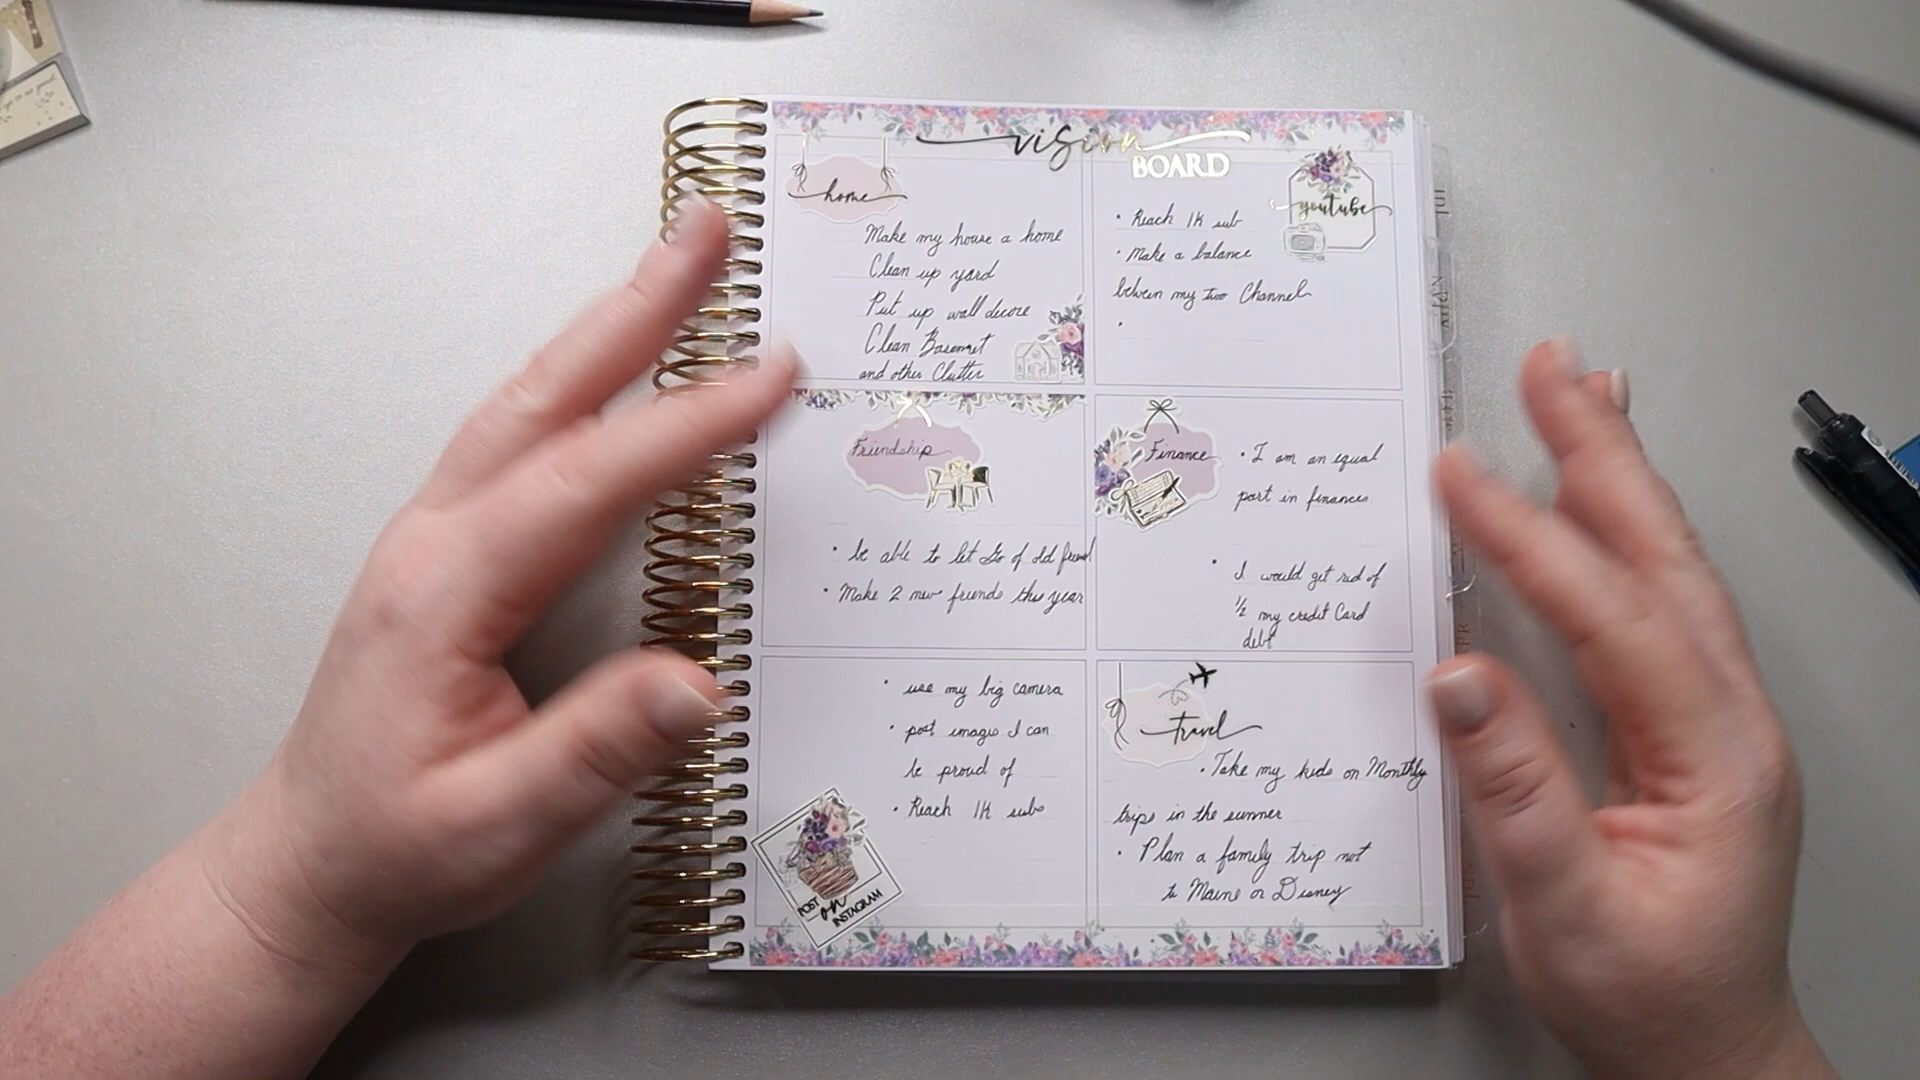 vision
BOARD
home
Make my house a home
Clean up yard
Put up wall decore
Clean Basemet
and other Clutter
youtube
• Reach 1K sub
• Make a balance
between my two Channel
•
Friendship
• be able to let Go of old friend
• Make 2 new friends this year
Finance
• I am an equal
part in finances
• I would get rid of
1/2 my credit Card
debt
• use my big camera
• post images I can
be proud of
• Reach 1K subs
POST
on
INSTAGRAM
travel
• Take my kids on Monthly
trips in the summer
• Plan a family trip not
to Maine or Disney